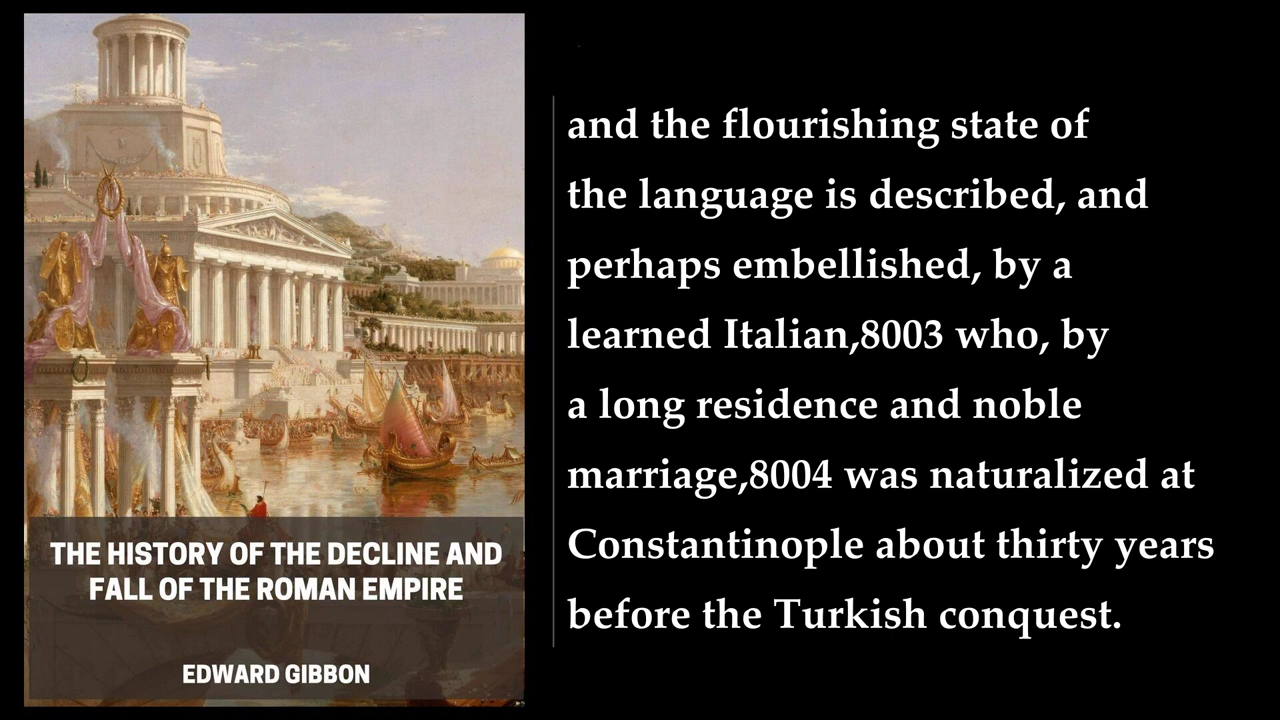 THE HISTORY OF THE DECLINE AND
FALL OF THE ROMAN EMPIRE
EDWARD GIBBON
and the flourishing state of
the language is described, and
perhaps embellished, by a
learned Italian,8003 who, by
a long residence and noble
marriage,8004 was naturalized at
Constantinople about thirty years
before the Turkish conquest.